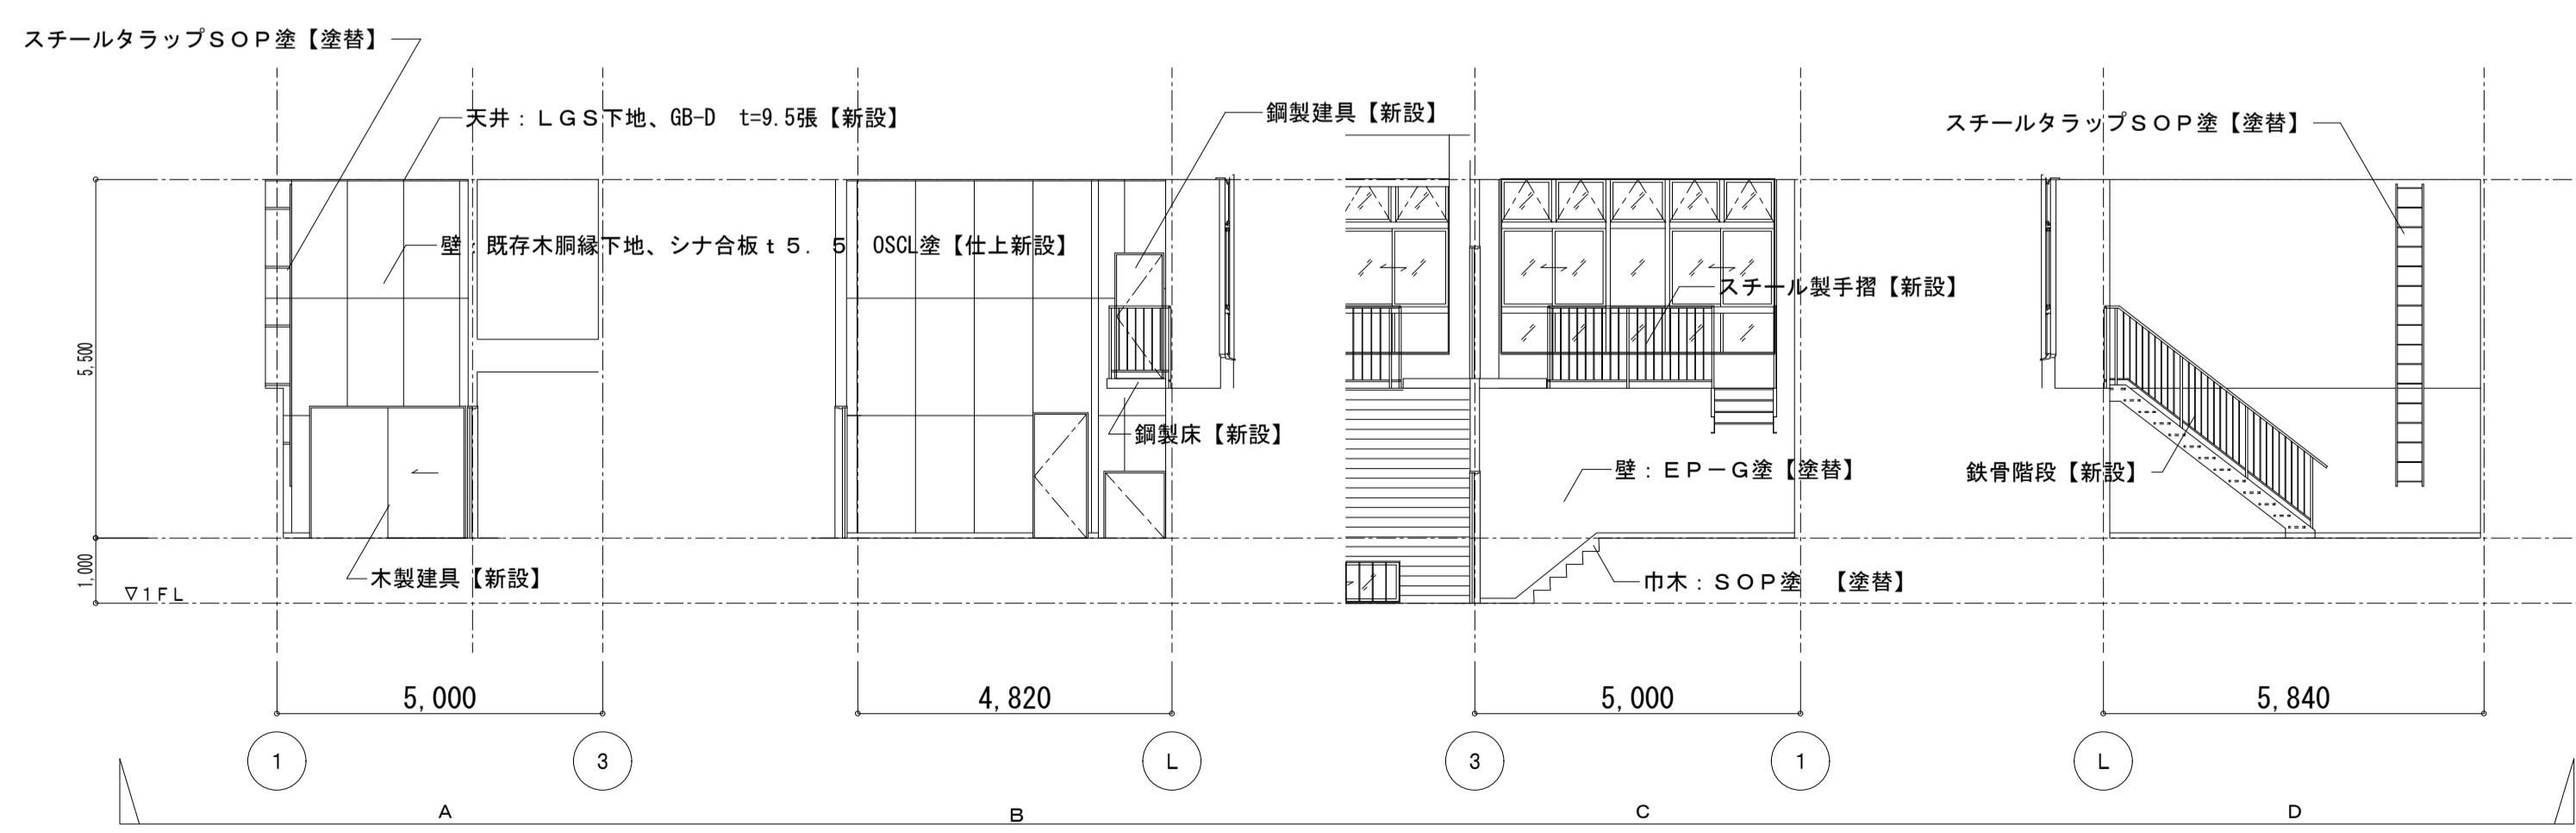 スチールタラップＳＯＰ塗【塗替】
天井：ＬＧＳ下地、GB-D　t=9.5張【新設】
鋼製建具【新設】
スチールタラップＳＯＰ塗【塗替】
壁：既存木胴縁下地、シナ合板ｔ５．５　OSCL塗【仕上新設】
スチール製手摺【新設】
5,500
鋼製床【新設】
壁：ＥＰ－Ｇ塗【塗替】
鉄骨階段【新設】
1,000
▽１ＦＬ
木製建具【新設】
巾木：ＳＯＰ塗　【塗替】
5,000
4,820
5,000
5,840
1
3
L
3
1
L
A
B
C
D